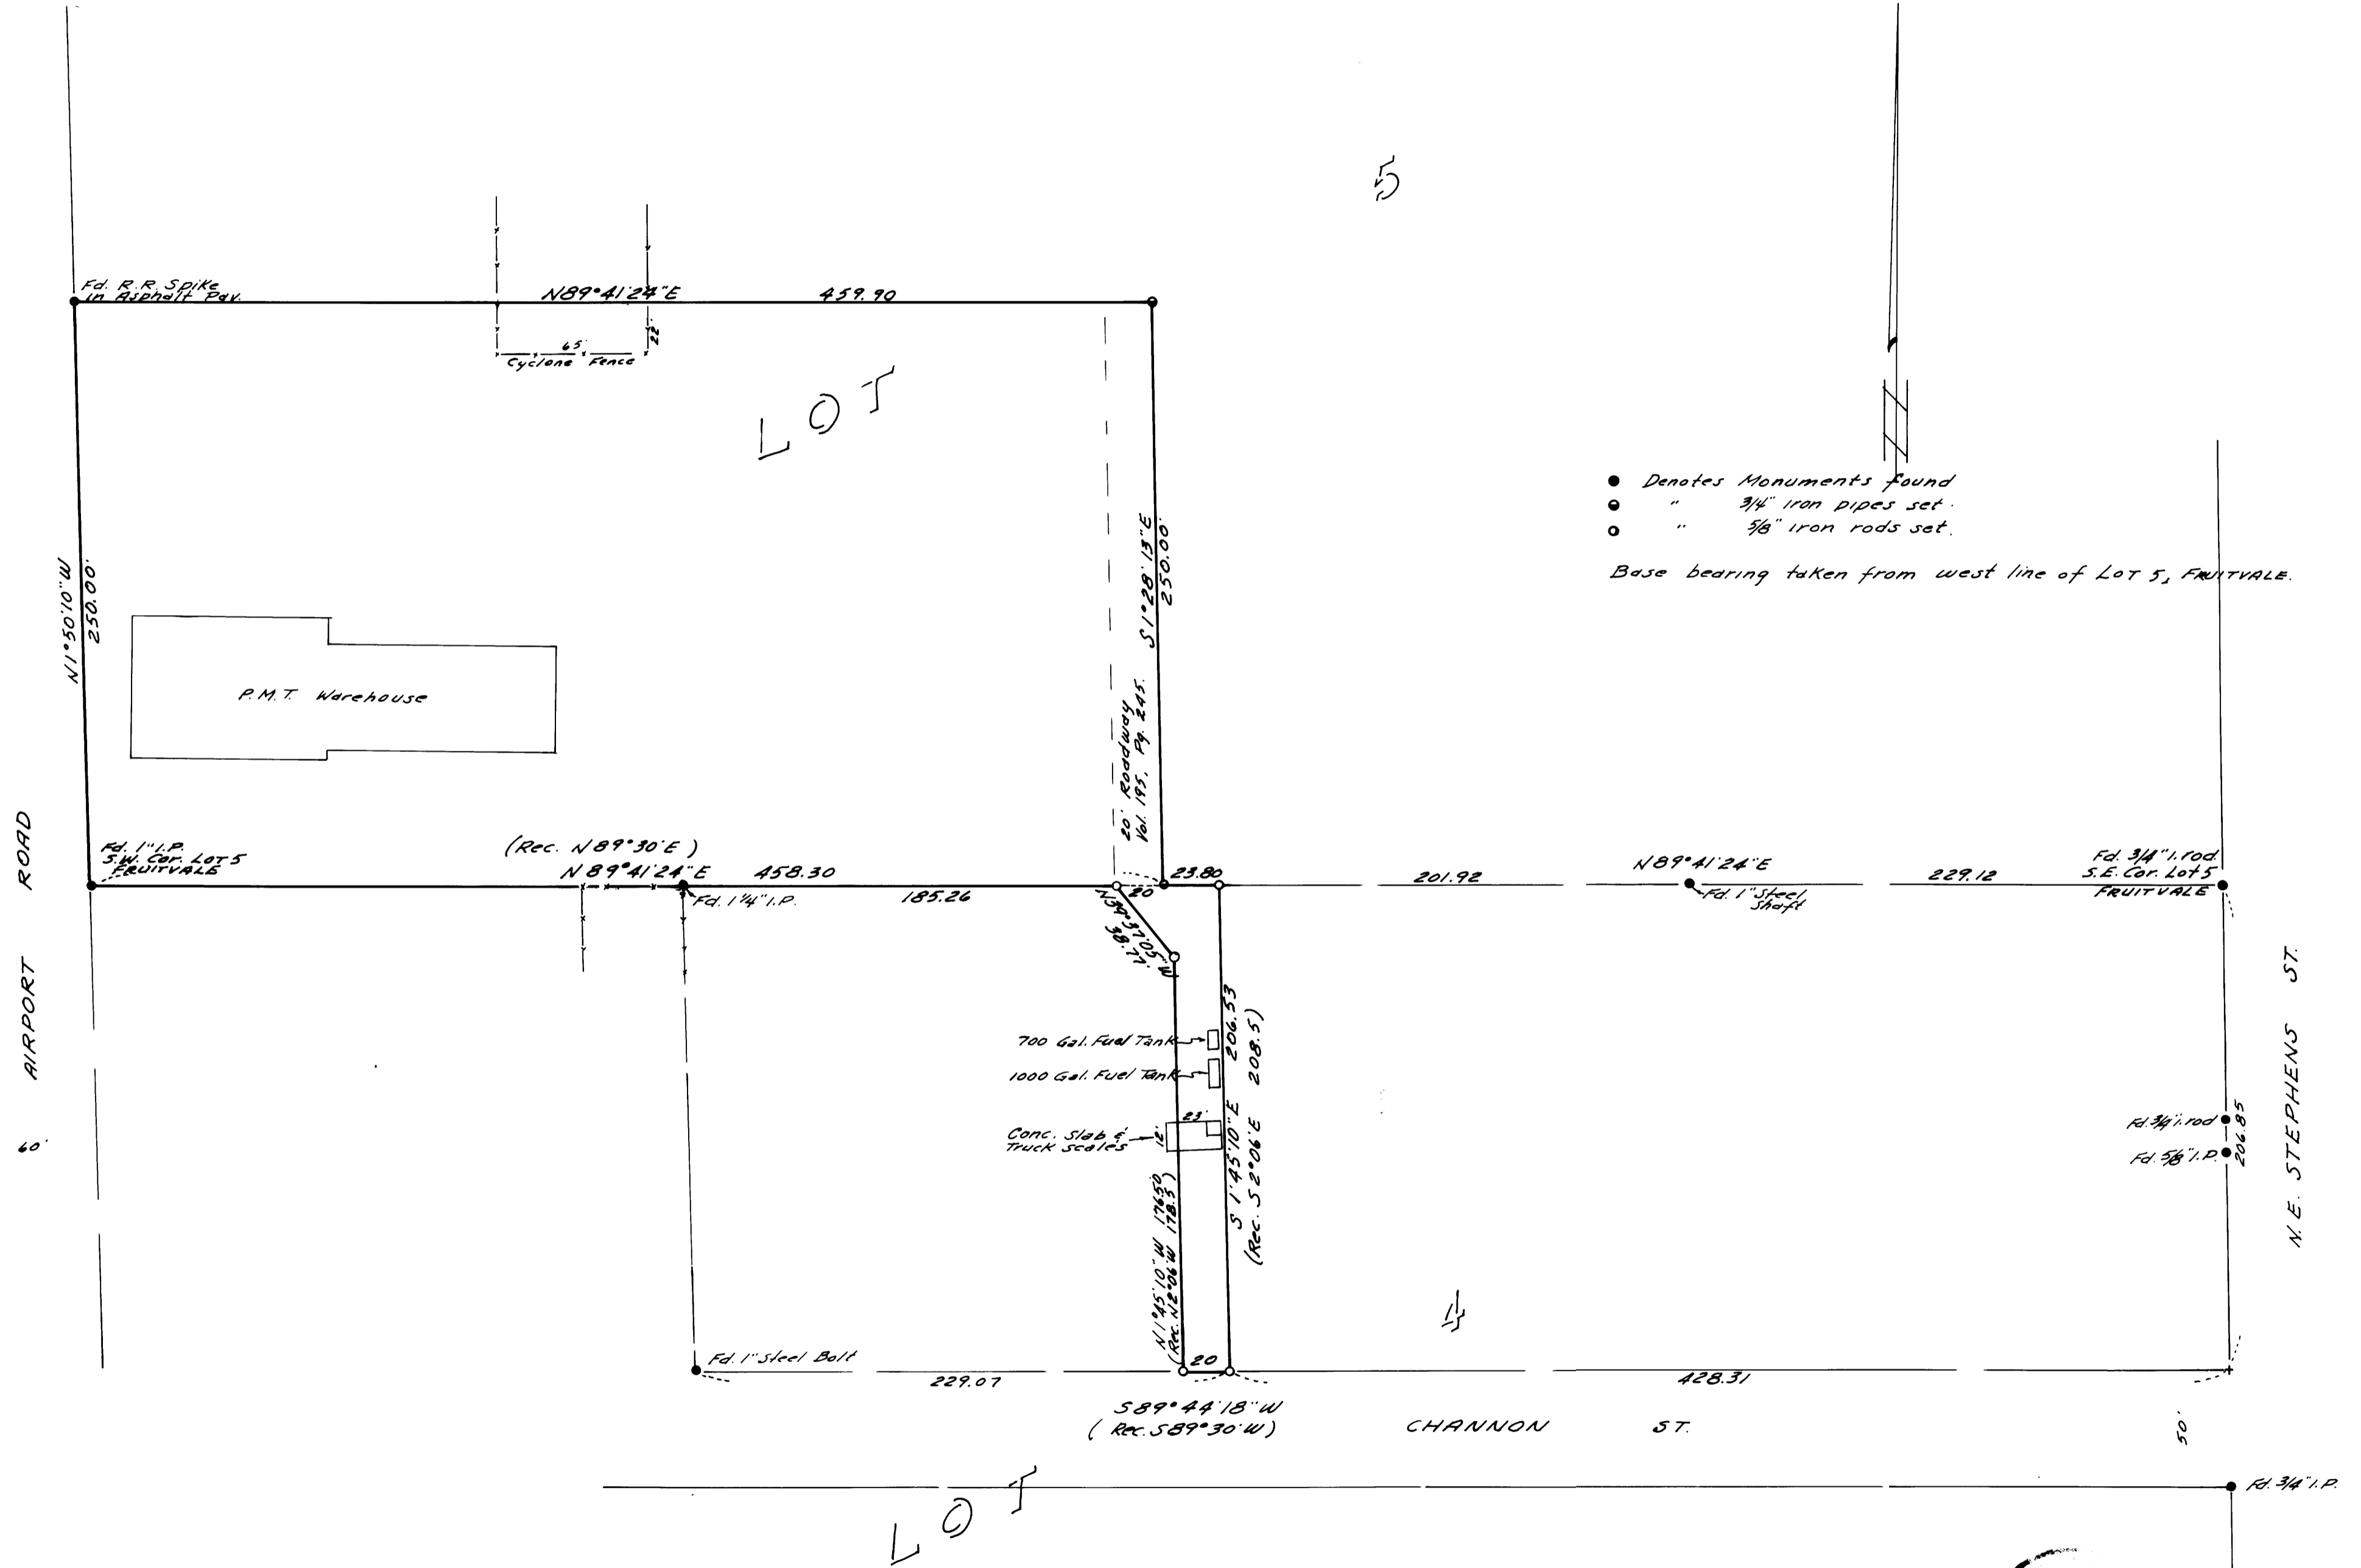 5
Fd. R.R. Spike
in Asphalt Pav.
N89°41'24"E 459.90
22'
65'
Cyclone Fence
LOT
● Denotes Monuments found
" 3/4" iron pipes set.
" 5/8" iron rods set.
Base bearing taken from west line of LOT 5, FRUITVALE.
N1°50'10"W
250.00'
S1°28'13"E
250.00'
P.M.T. Warehouse
20' Roadway
Vol. 195, Pg. 245.
AIRPORT ROAD
60'
Fd. 1" I.P.
S.W. Cor. LOT 5
FRUITVALE
(Rec. N89°30'E)
N89°41'24"E 458.30
Fd. 1¼" I.P.
185.26
20
23.80
201.92
N89°41'24"E
Fd. 1" Steel
Shaft
229.12
Fd. 3/4" I. rod
S.E. Cor. Lot 5
FRUITVALE
700 Gal. Fuel Tank
1000 Gal. Fuel Tank
Conc. Slab &
Truck scales
23'
12'
S 1°45'10"E 206.53
(Rec. S2°06'E 208.5)
N1°45'10"W 176.50
(Rec. N2°06'W 178.5)
Fd. 3/4" I. rod
Fd. 5/8" I.P.
206.85
N.E. STEPHENS ST.
4
Fd. 1" Steel Bolt
229.07
20
428.31
S89°44'18"W
(Rec. S89°30'W)
CHANNON ST.
50'
Fd. 3/4" I.P.
LOT